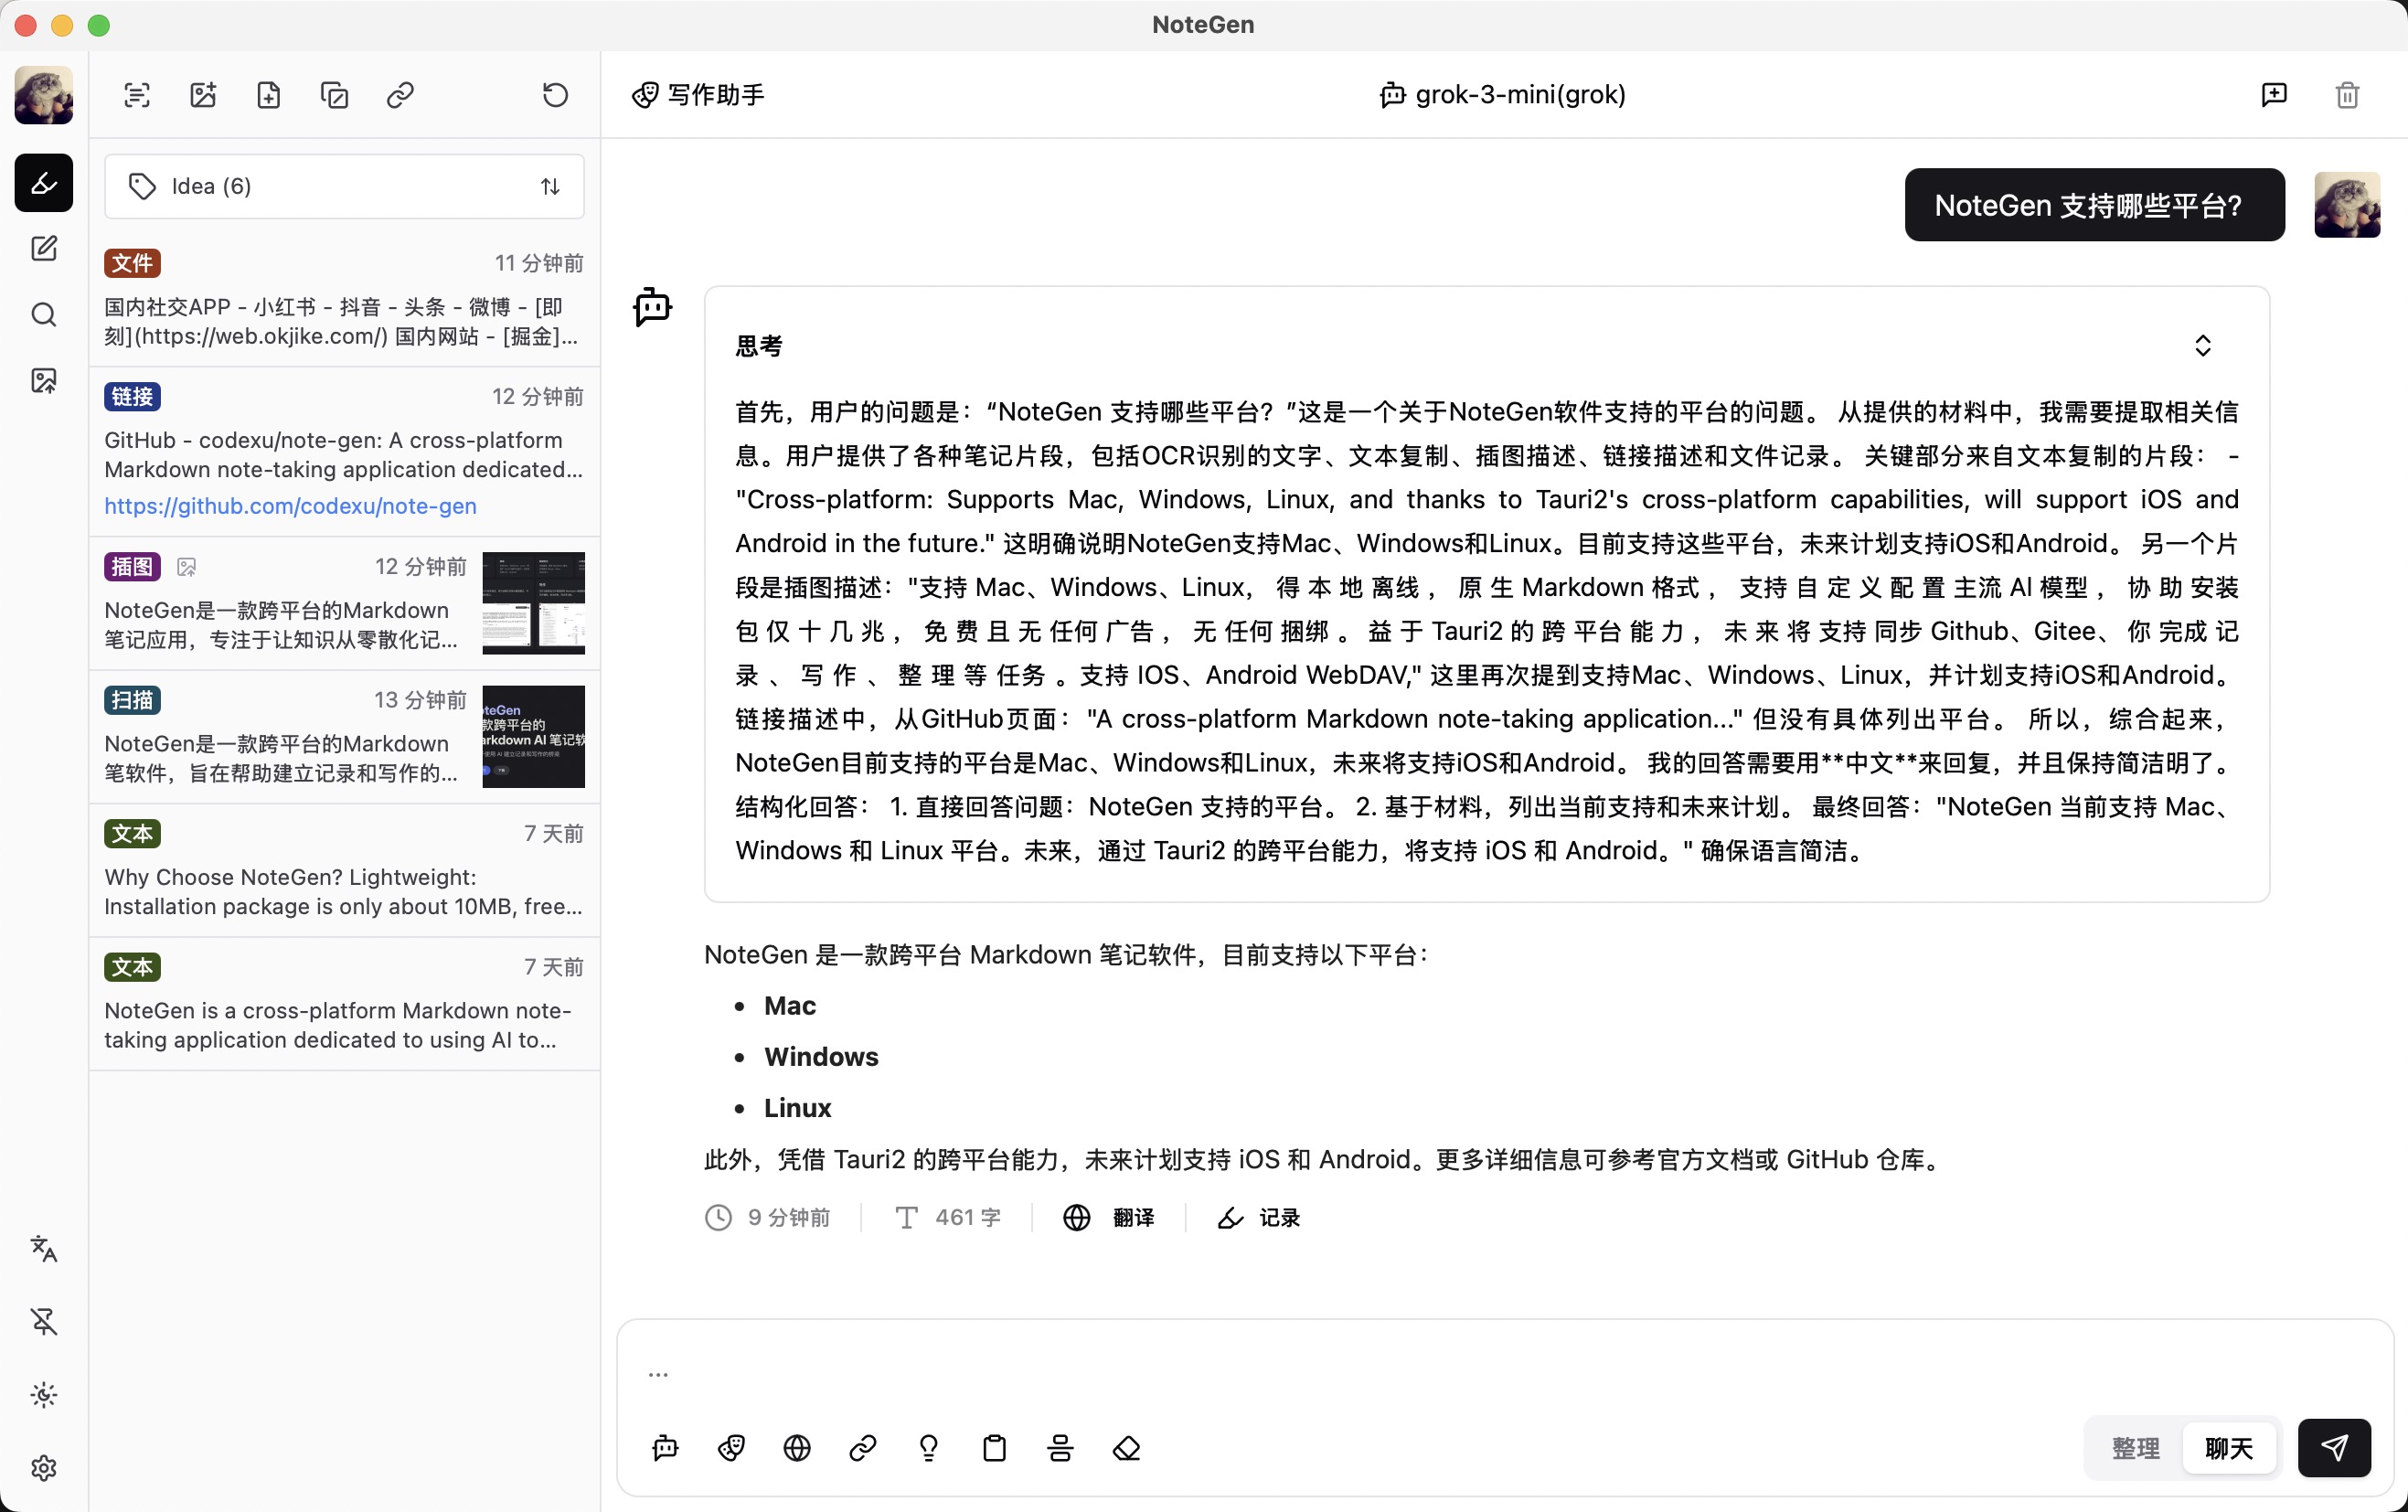 NoteGen
写作助手
grok-3-mini(grok)
Idea (6)
文件
11 分钟前
国内社交APP - 小红书 - 抖音 - 头条 - 微博 - [即
刻](https://web.okjike.com/) 国内网站 - [掘金]...
链接
12 分钟前
GitHub - codexu/note-gen: A cross-platform
Markdown note-taking application dedicated...
https://github.com/codexu/note-gen
插图
12 分钟前
NoteGen是一款跨平台的Markdown
笔记应用，专注于让知识从零散化记...
扫描
13 分钟前
NoteGen是一款跨平台的Markdown
笔软件，旨在帮助建立记录和写作的...
oteGen
款跨平台的
arkdown AI 笔记软
文本
7 天前
Why Choose NoteGen? Lightweight:
Installation package is only about 10MB, free...
文本
7 天前
NoteGen is a cross-platform Markdown note-
taking application dedicated to using AI to...
NoteGen 支持哪些平台?
思考
首先，用户的问题是：“NoteGen 支持哪些平台？”这是一个关于NoteGen软件支持的平台的问题。 从提供的材料中，我需要提取相关信
息。用户提供了各种笔记片段，包括OCR识别的文字、文本复制、插图描述、链接描述和文件记录。 关键部分来自文本复制的片段： -
"Cross-platform: Supports Mac, Windows, Linux, and thanks to Tauri2's cross-platform capabilities, will support iOS and
Android in the future." 这明确说明NoteGen支持Mac、Windows和Linux。目前支持这些平台，未来计划支持iOS和Android。 另一个片
段是插图描述："支持 Mac、Windows、Linux， 得 本 地 离线 ， 原 生 Markdown 格式 ， 支持 自 定 义 配 置 主流 Al 模型 ， 协 助 安装
包 仅 十 几 兆 ， 免 费 且 无 任何 广告 ， 无 任何 捆绑 。 益 于 Tauri2 的 跨 平台 能 力 ， 未 来 将 支持 同步 Github、Gitee、 你 完成 记
录 、 写 作 、 整 理 等 任务 。支持 IOS、Android WebDAV," 这里再次提到支持Mac、Windows、Linux，并计划支持iOS和Android。
链接描述中，从GitHub页面："A cross-platform Markdown note-taking application..." 但没有具体列出平台。 所以，综合起来，
NoteGen目前支持的平台是Mac、Windows和Linux，未来将支持iOS和Android。 我的回答需要用**中文**来回复，并且保持简洁明了。
结构化回答： 1. 直接回答问题：NoteGen 支持的平台。 2. 基于材料，列出当前支持和未来计划。 最终回答："NoteGen 当前支持 Mac、
Windows 和 Linux 平台。未来，通过 Tauri2 的跨平台能力，将支持 iOS 和 Android。" 确保语言简洁。
NoteGen 是一款跨平台 Markdown 笔记软件，目前支持以下平台：
• Mac
• Windows
• Linux
此外，凭借 Tauri2 的跨平台能力，未来计划支持 iOS 和 Android。更多详细信息可参考官方文档或 GitHub 仓库。
9 分钟前
461 字
翻译
记录
...
整理
聊天